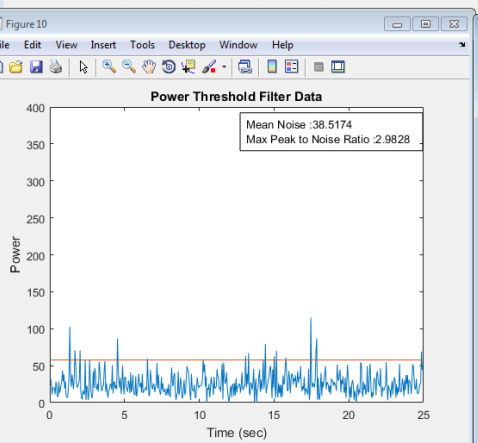 Figure 10
File Edit View Insert Tools Desktop Window Help
Power Threshold Filter Data
400
350
300
250
200
150
100
50
0
Power
Mean Noise :38.5174
Max Peak to Noise Ratio :2.9828
0 5 10 15 20 25
Time (sec)